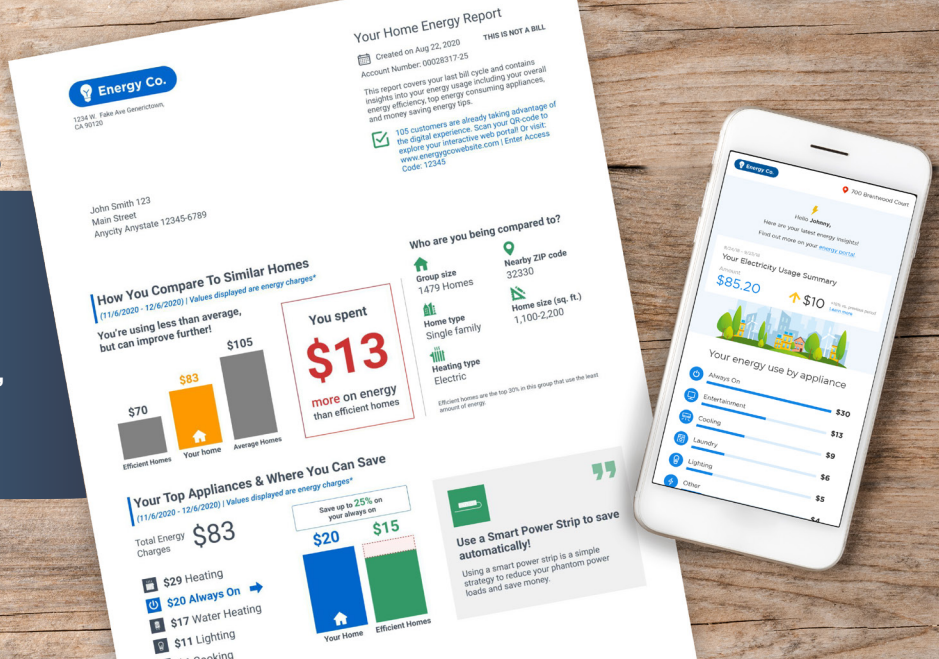 Energy Co.
1234 W. Fake Ave Generictown,
CA 90120
Your Home Energy Report
Created on Aug 22, 2020
THIS IS NOT A BILL
Account Number: 00028317-25
This report covers your last bill cycle and contains
insights into your energy usage including your overall
energy efficiency, top energy consuming appliances,
and money saving energy tips.
105 customers are already taking advantage of
the digital experience. Scan your QR-code to
explore your interactive web portal! Or visit:
www.energygcowebsite.com | Enter Access
Code: 12345
John Smith 123
Main Street
Anycity Anystate 12345-6789
How You Compare To Similar Homes
(11/6/2020 - 12/6/2020) | Values displayed are energy charges*
You're using less than average,
but can improve further!
$70
$83
$105
Efficient Homes
Your home
Average Homes
You spent
$13
more on energy
than efficient homes
Who are you being compared to?
Group size
1479 Homes
Nearby ZIP code
32330
Home type
Single family
Home size (sq. ft.)
1,100-2,200
Heating type
Electric
Efficient homes are the top 30% in this group that use the least
amount of energy.
Your Top Appliances & Where You Can Save
(11/6/2020 - 12/6/2020) | Values displayed are energy charges*
Total Energy
Charges
$83
$29 Heating
$20 Always On
$17 Water Heating
$11 Lighting
Cooking
Save up to 25% on
your always on
$20
$15
Your Home
Efficient Homes
Use a Smart Power Strip to save
automatically!
Using a smart power strip is a simple
strategy to reduce your phantom power
loads and save money.
Energy Co.
700 Brentwood Court
Hello Johnny,
Here are your latest energy insights!
Find out more on your energy portal.
Your Electricity Usage Summary
Amount
$85.20
$10
Learn more
Your energy use by appliance
Always On
$30
Entertainment
$13
Cooling
$9
Laundry
$6
Lighting
$5
Other
$4